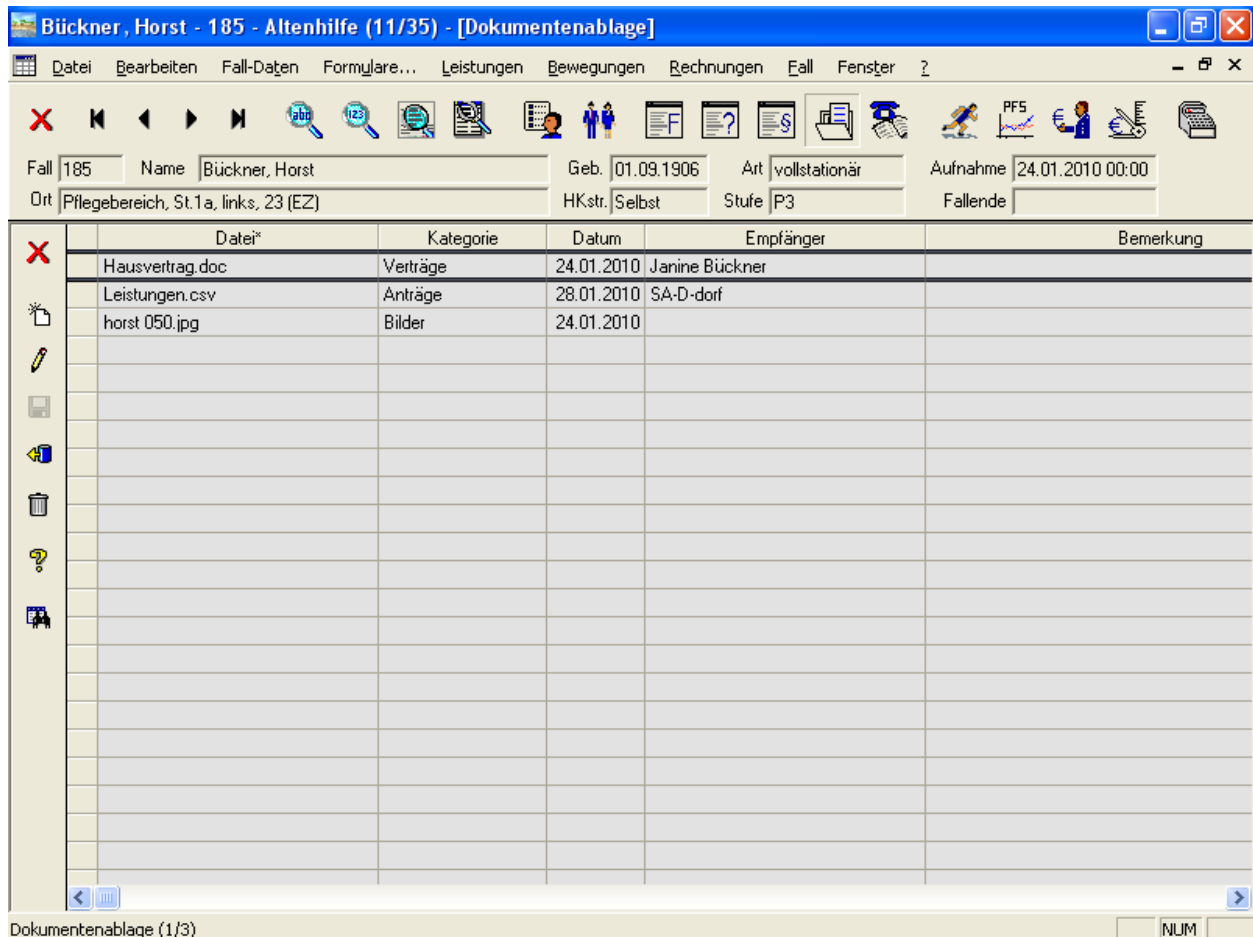 Bückner, Horst - 185 - Altenhilfe (11/35) - [Dokumentenablage]
Datei Bearbeiten Fall-Daten Formulare... Leistungen Bewegungen Rechnungen Fall Fenster ?
abc 123 F ? § PFS € €
Fall 185 Name Bückner, Horst Geb. 01.09.1906 Art vollstationär Aufnahme 24.01.2010 00:00
Ort Pflegebereich, St.1a, links, 23 (EZ) HKstr. Selbst Stufe P3 Fallende
Datei* Kategorie Datum Empfänger Bemerkung
Hausvertrag.doc Verträge 24.01.2010 Janine Bückner
Leistungen.csv Anträge 28.01.2010 SA-D-dorf
horst 050.jpg Bilder 24.01.2010
Dokumentenablage (1/3) NUM